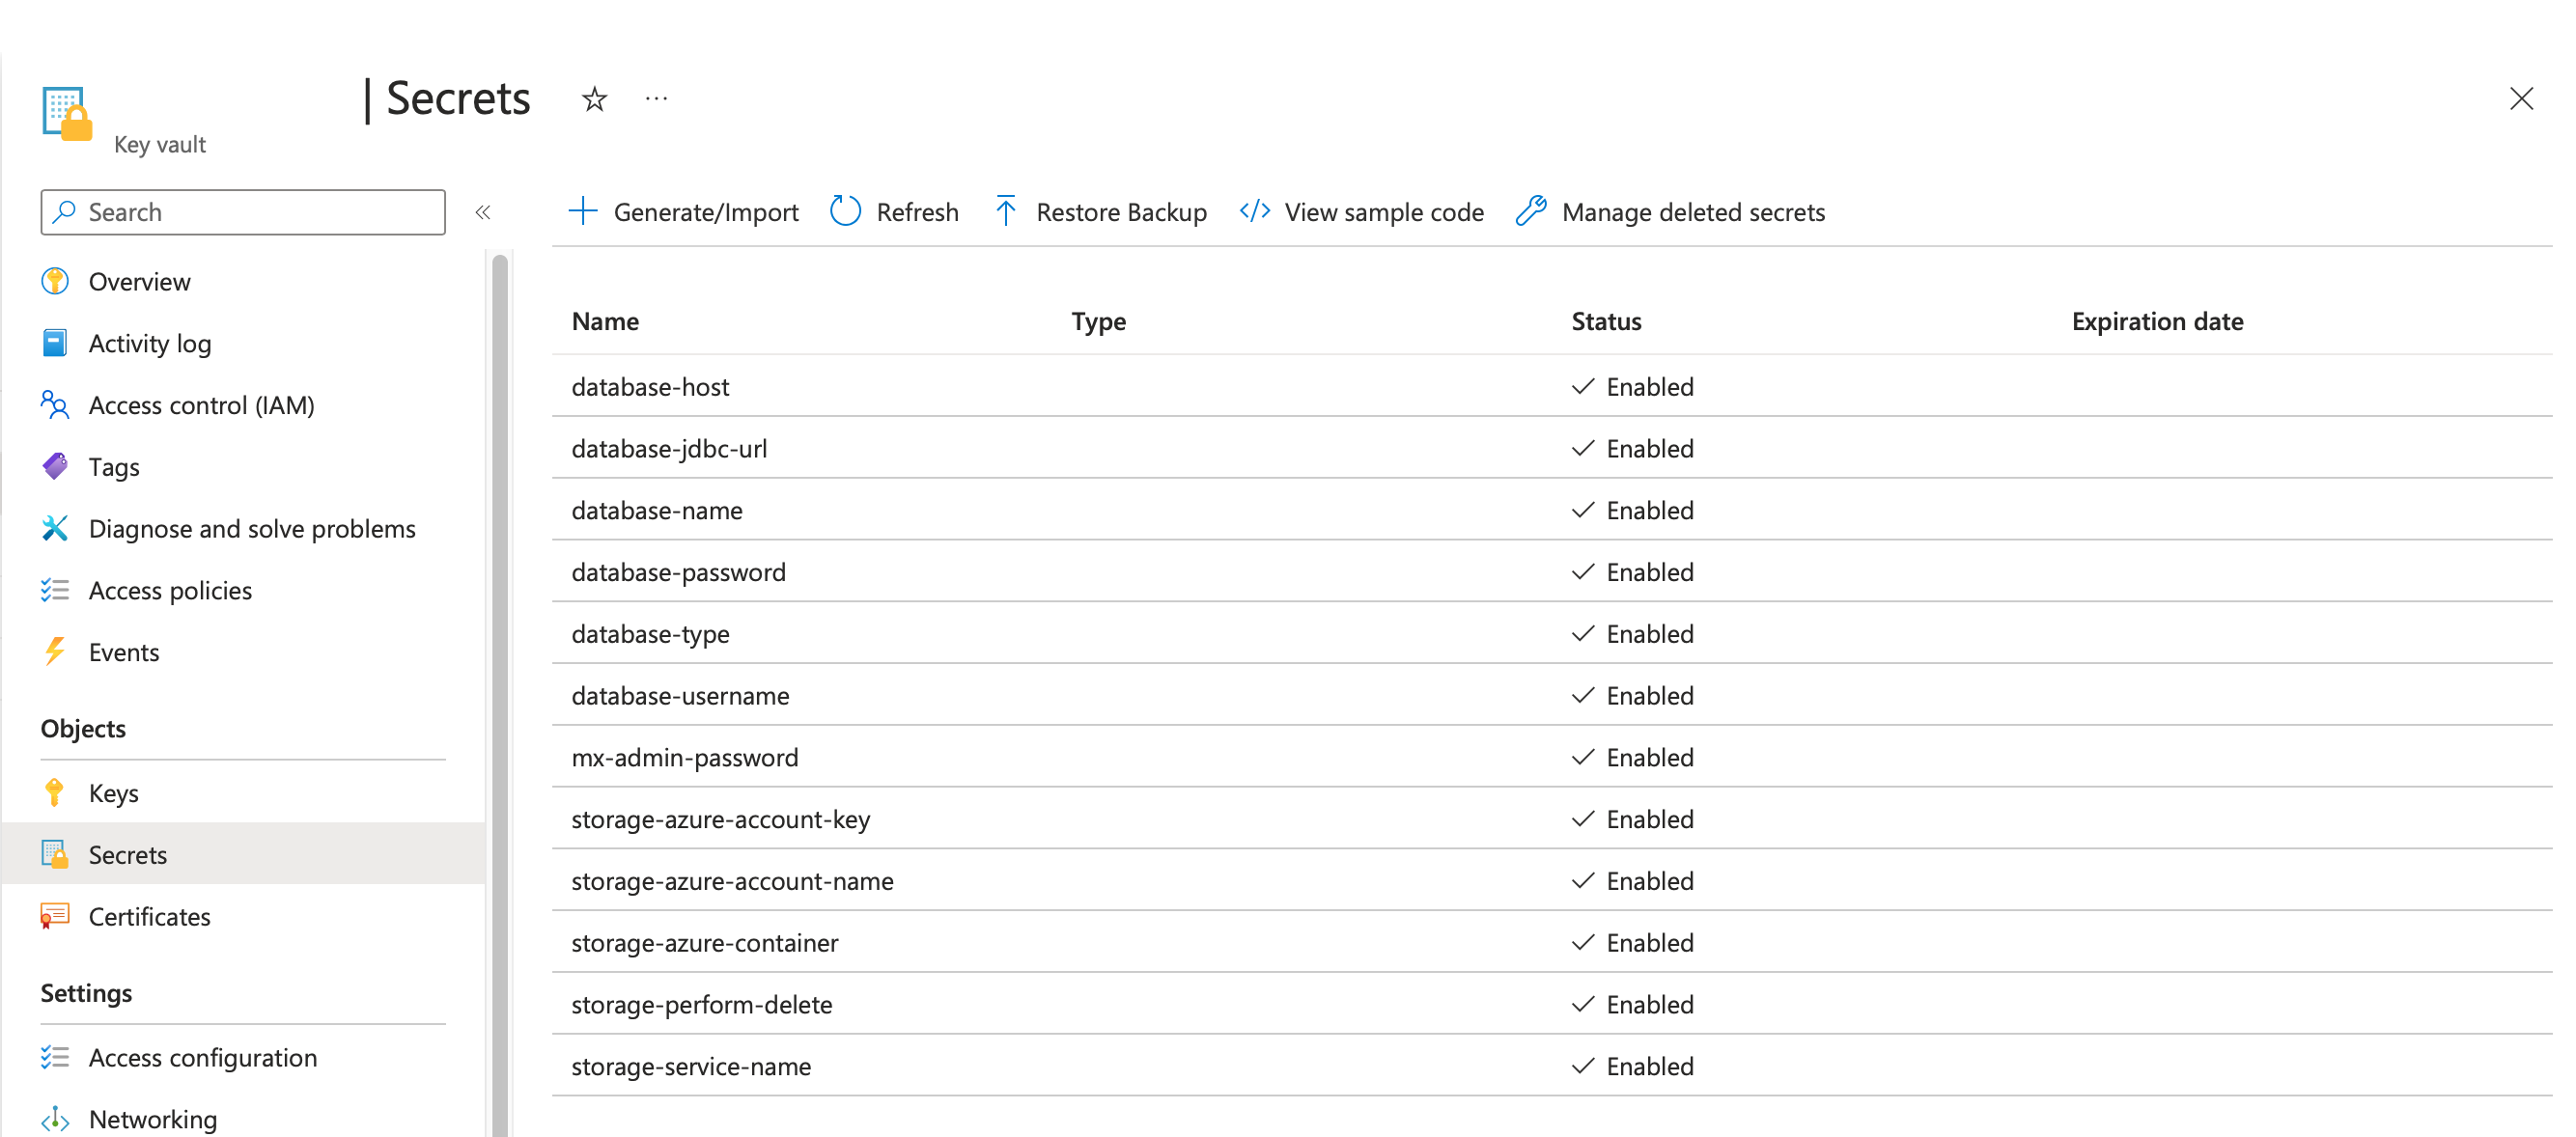 | Secrets ☆ ...
Key vault
Search «
Generate/Import Refresh Restore Backup View sample code Manage deleted secrets
Overview
Activity log
Access control (IAM)
Tags
Diagnose and solve problems
Access policies
Events
Objects
Keys
Secrets
Certificates
Settings
Access configuration
Networking
Name Type Status Expiration date
database-host Enabled
database-jdbc-url Enabled
database-name Enabled
database-password Enabled
database-type Enabled
database-username Enabled
mx-admin-password Enabled
storage-azure-account-key Enabled
storage-azure-account-name Enabled
storage-azure-container Enabled
storage-perform-delete Enabled
storage-service-name Enabled